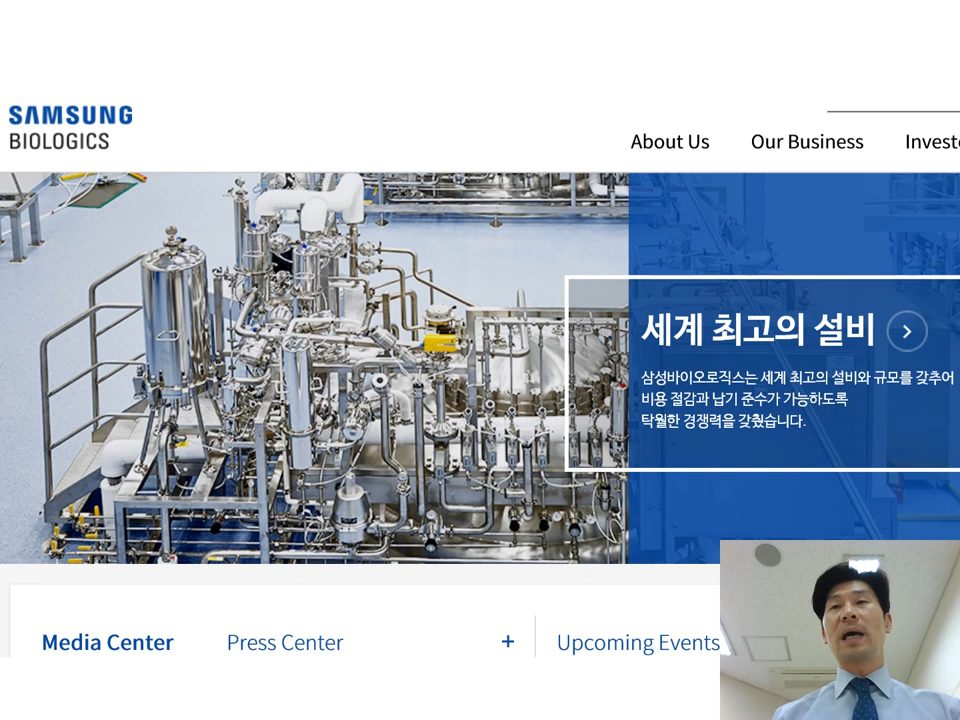 SAMSUNG
BIOLOGICS
About Us Our Business
세계 최고의 설비
삼성바이오로직스는 세계 최고의 설비와 규모를 갖추어
비용 절감과 납기 준수가 가능하도록
탁월한 경쟁력을 갖췄습니다.
Media Center Press Center + Upcoming Events